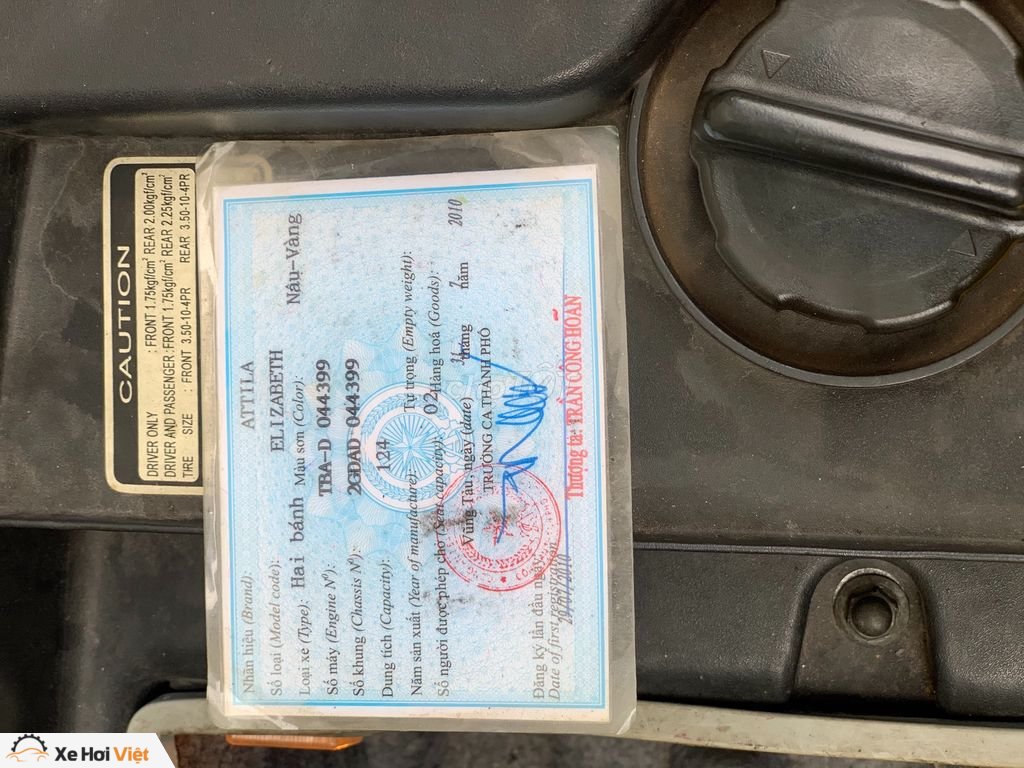 CAUTION
DRIVER ONLY : FRONT 1.75kgf/cm² REAR 2.00kgf/cm²
DRIVER AND PASSENGER : FRONT 1.75kgf/cm² REAR 2.25kgf/cm²
TIRE SIZE : FRONT 3.50-10-4PR REAR 3.50-10-4PR
Nhãn hiệu (Brand): ATTILA
Số loại (Model code): ELIZABETH
Loại xe (Type): Hai bánh Màu sơn (Color): Nâu-Vàng
Số máy (Engine Nº): TBA-D 044399
Số khung (Chassis Nº): 2GDAD 044399
Dung tích (Capacity): 124
Năm sản xuất (Year of manufacture): Tự trọng (Empty weight):
Số người được phép chở (Seat capacity): 02 Hàng hoá (Goods):
Vũng Tàu, ngày (date) tháng 7 năm 2010
TRƯỞNG CA THÀNH PHỐ
Thượng tá: TRẦN CÔNG HOÃN
Đăng ký lần đầu ngày: 20/07/2010
Date of first registration
Xe Hơi Việt